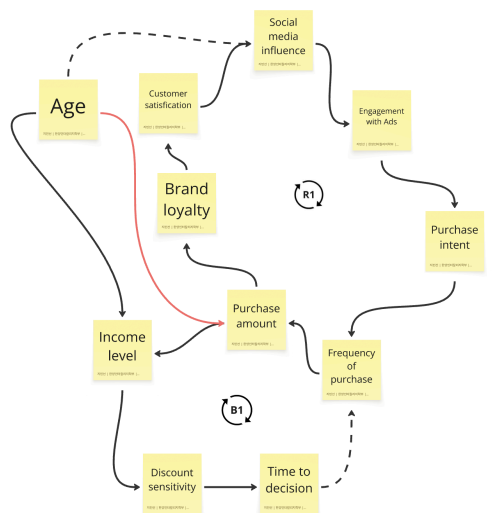 Social
media
influence
Age
Customer
satisfication
Engagement
with Ads
Brand
loyalty
R1
Purchase
intent
Purchase
amount
Income
level
Frequency
of
purchase
B1
Discount
sensitivity
Time to
decision